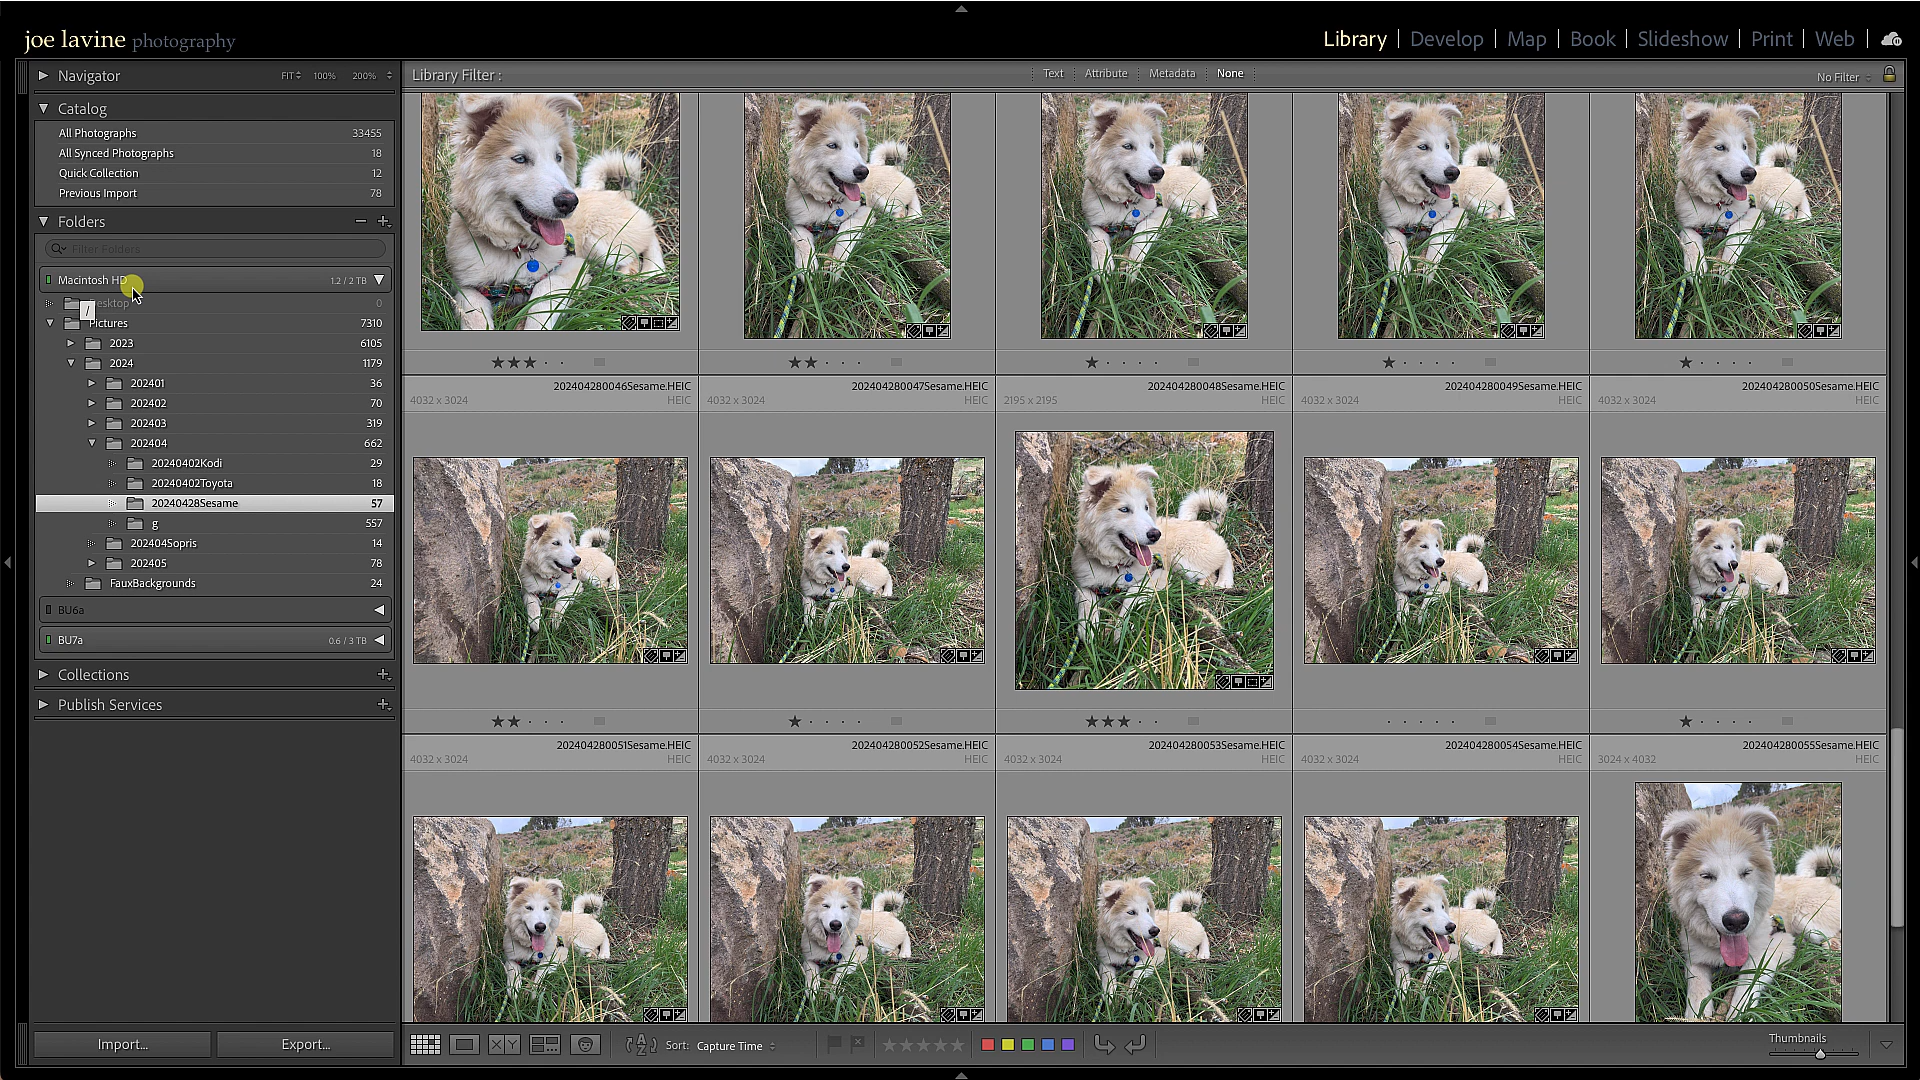 joe lavine photography
Library | Develop | Map | Book | Slideshow | Print | Web |
Navigator FIT 100% 200%
Library Filter :
Text Attribute Metadata None
No Filter
Catalog
All Photographs 33455
All Synced Photographs 18
Quick Collection 12
Previous Import 78
Folders
Filter Folders
Macintosh HD 1.2 / 2 TB
esktop 0
/
Pictures 7310
2023 6105
2024 1179
202401 36
202402 70
202403 319
202404 662
20240402Kodi 29
20240402Toyota 18
20240428Sesame 57
g 557
202404Sopris 14
202405 78
FauxBackgrounds 24
BU6a
BU7a 0.6 / 3 TB
Collections
Publish Services
202404280046Sesame.HEIC
4032 x 3024 HEIC
202404280047Sesame.HEIC
4032 x 3024 HEIC
202404280048Sesame.HEIC
2195 x 2195 HEIC
202404280049Sesame.HEIC
4032 x 3024 HEIC
202404280050Sesame.HEIC
4032 x 3024 HEIC
202404280051Sesame.HEIC
4032 x 3024 HEIC
202404280052Sesame.HEIC
4032 x 3024 HEIC
202404280053Sesame.HEIC
4032 x 3024 HEIC
202404280054Sesame.HEIC
4032 x 3024 HEIC
202404280055Sesame.HEIC
3024 x 4032 HEIC
Import... Export...
X Y
A Z
Sort: Capture Time
Thumbnails